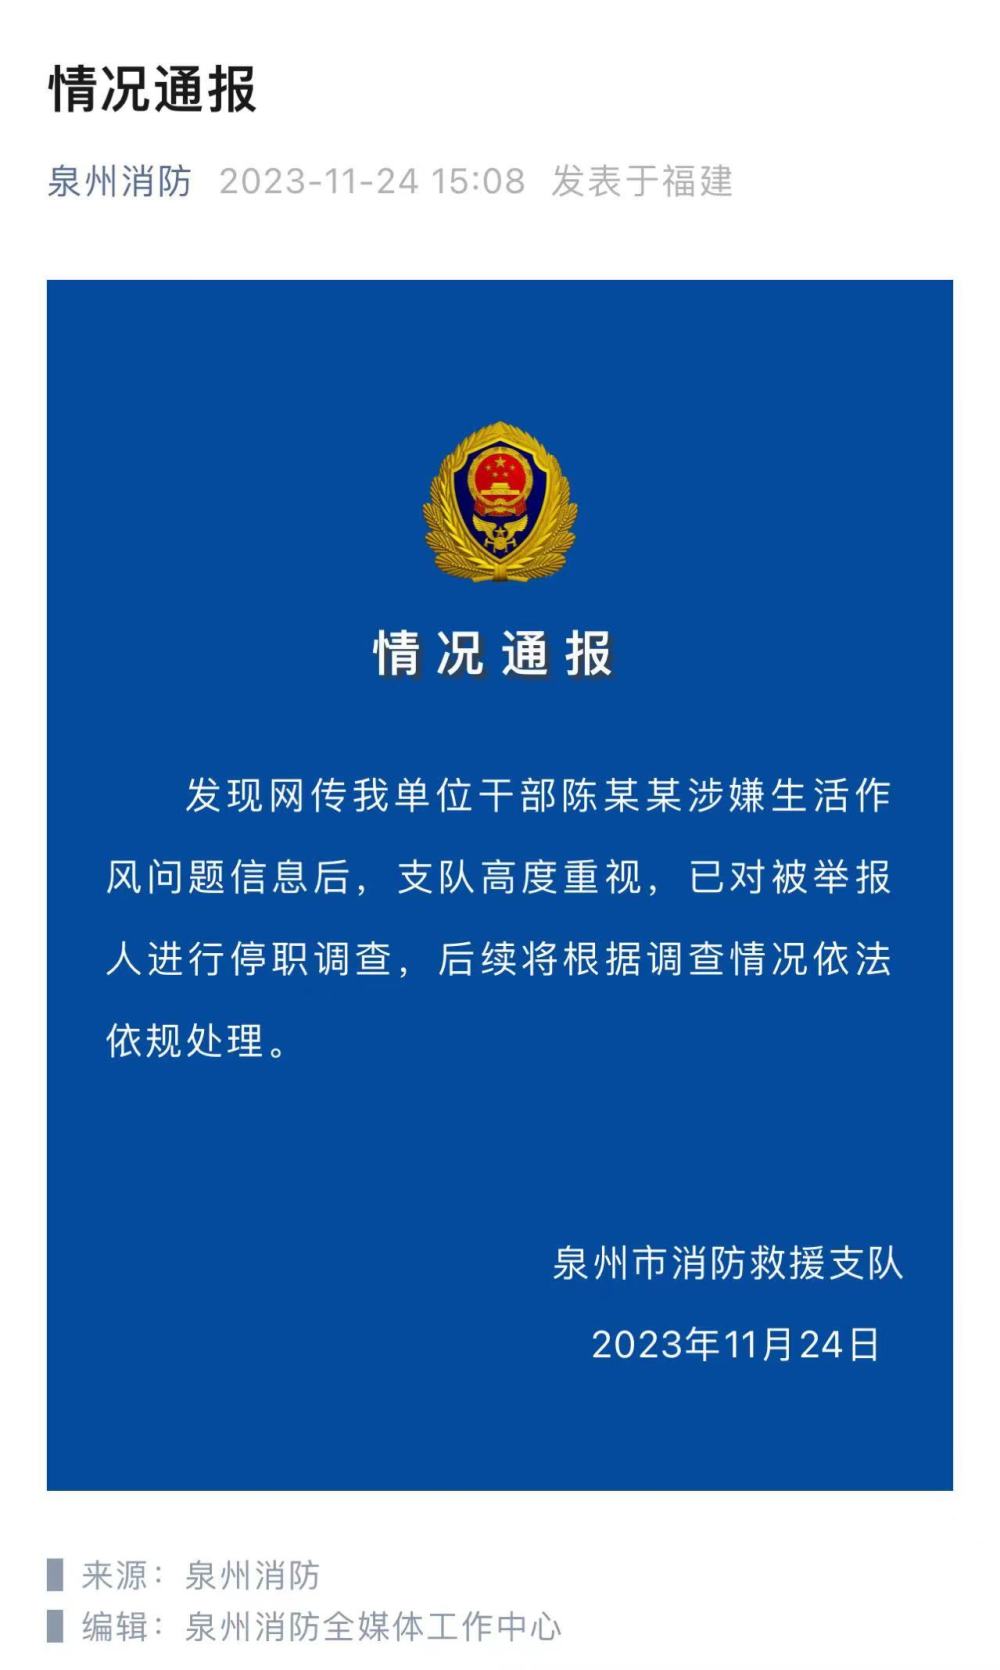 情况通报
泉州消防 2023-11-24 15:08 发表于福建
情况通报
发现网传我单位干部陈某某涉嫌生活作
风问题信息后，支队高度重视，已对被举报
人进行停职调查，后续将根据调查情况依法
依规处理。
泉州市消防救援支队
2023年11月24日
来源：泉州消防
编辑：泉州消防全媒体工作中心